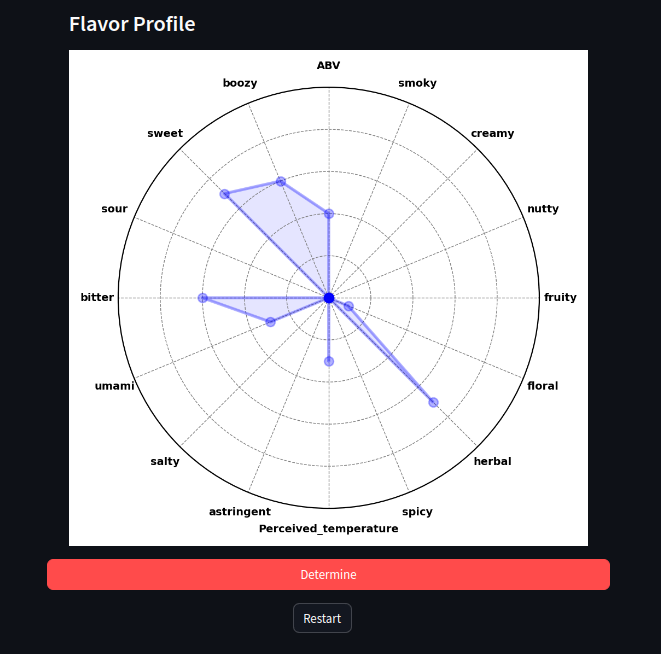 Flavor Profile
ABV
boozy
smoky
sweet
creamy
sour
nutty
bitter
fruity
umami
floral
salty
herbal
astringent
spicy
Perceived_temperature
Determine
Restart